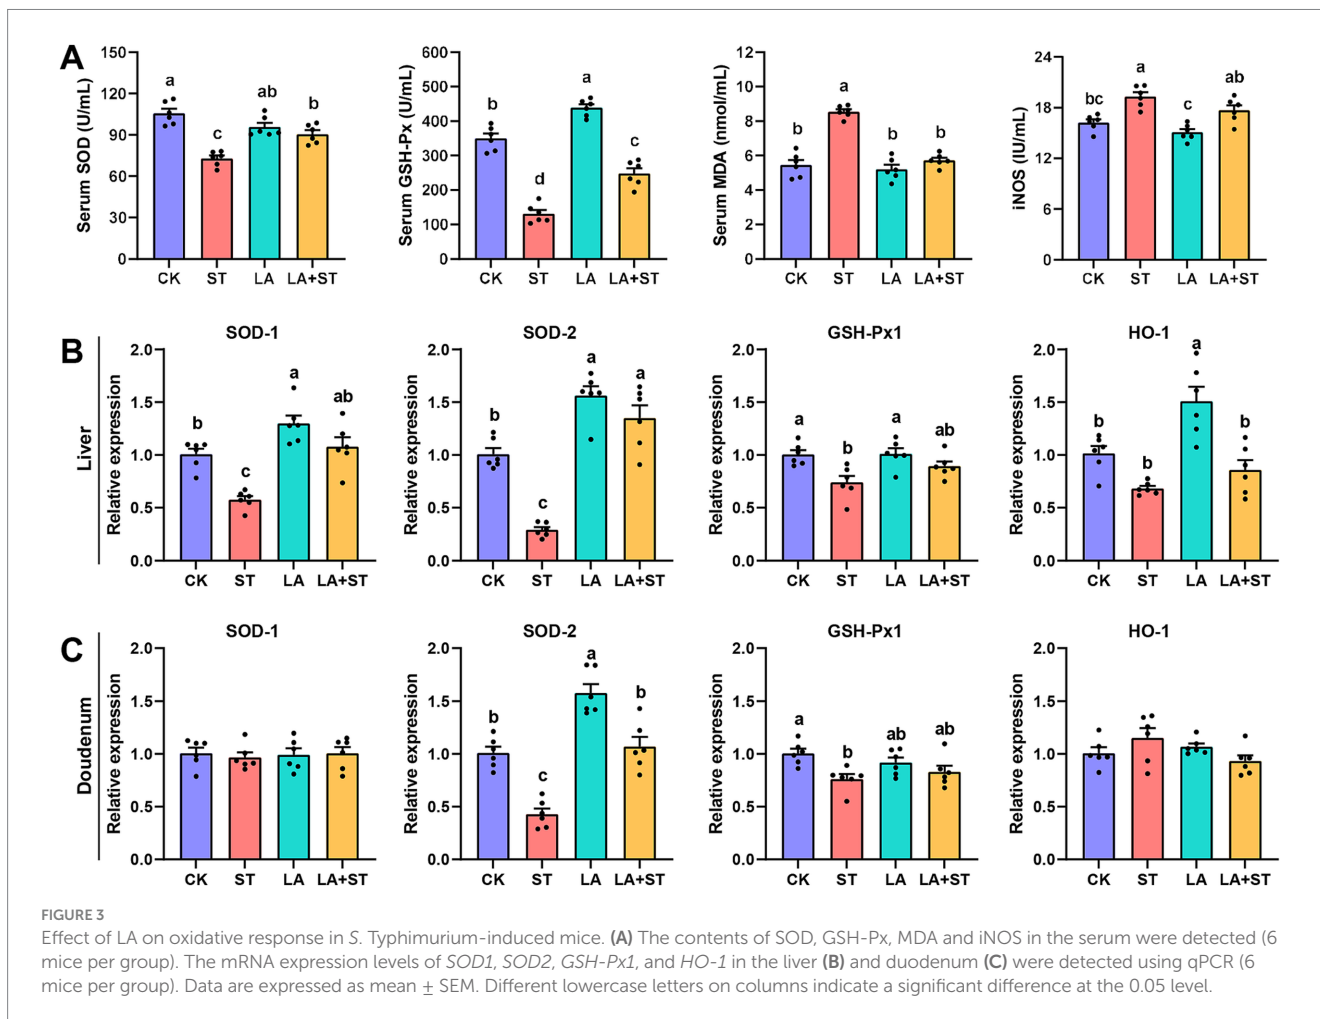 A
Serum SOD (U/mL)
150
120
90
60
30
0
a
c
ab
b
CK ST LA LA+ST
Serum GSH-Px (U/mL)
600
500
400
300
200
100
0
b
d
a
c
CK ST LA LA+ST
Serum MDA (nmol/mL)
12
10
8
6
4
2
0
b
a
b
b
CK ST LA LA+ST
iNOS (IU/mL)
24
18
12
6
0
bc
a
c
ab
CK ST LA LA+ST
B
Liver
SOD-1
Relative expression
2.0
1.5
1.0
0.5
0.0
b
c
a
ab
CK ST LA LA+ST
SOD-2
Relative expression
2.0
1.5
1.0
0.5
0.0
b
c
a
a
CK ST LA LA+ST
GSH-Px1
Relative expression
2.0
1.5
1.0
0.5
0.0
a
b
a
ab
CK ST LA LA+ST
HO-1
Relative expression
2.0
1.5
1.0
0.5
0.0
b
b
a
b
CK ST LA LA+ST
C
Doudenum
SOD-1
Relative expression
2.0
1.5
1.0
0.5
0.0
CK ST LA LA+ST
SOD-2
Relative expression
2.0
1.5
1.0
0.5
0.0
b
c
a
b
CK ST LA LA+ST
GSH-Px1
Relative expression
2.0
1.5
1.0
0.5
0.0
a
b
ab
ab
CK ST LA LA+ST
HO-1
Relative expression
2.0
1.5
1.0
0.5
0.0
CK ST LA LA+ST
FIGURE 3
Effect of LA on oxidative response in S. Typhimurium-induced mice. (A) The contents of SOD, GSH-Px, MDA and iNOS in the serum were detected (6
mice per group). The mRNA expression levels of SOD1, SOD2, GSH-Px1, and HO-1 in the liver (B) and duodenum (C) were detected using qPCR (6
mice per group). Data are expressed as mean ± SEM. Different lowercase letters on columns indicate a significant difference at the 0.05 level.